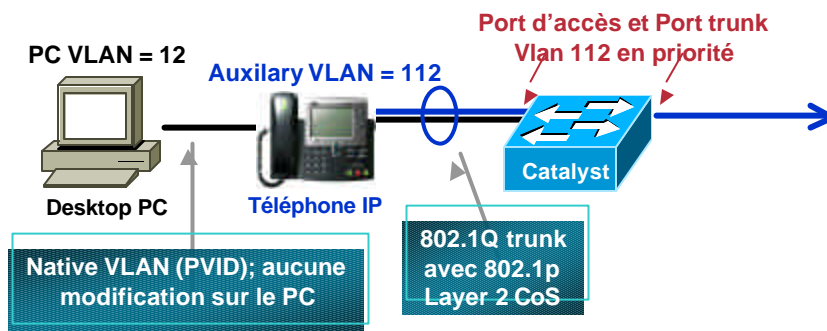 Port d'accès et Port trunk
Vlan 112 en priorité
PC VLAN = 12
Auxilary VLAN = 112
Catalyst
Desktop PC
Téléphone IP
Native VLAN (PVID); aucune
modification sur le PC
802.1Q trunk
avec 802.1p
Layer 2 CoS